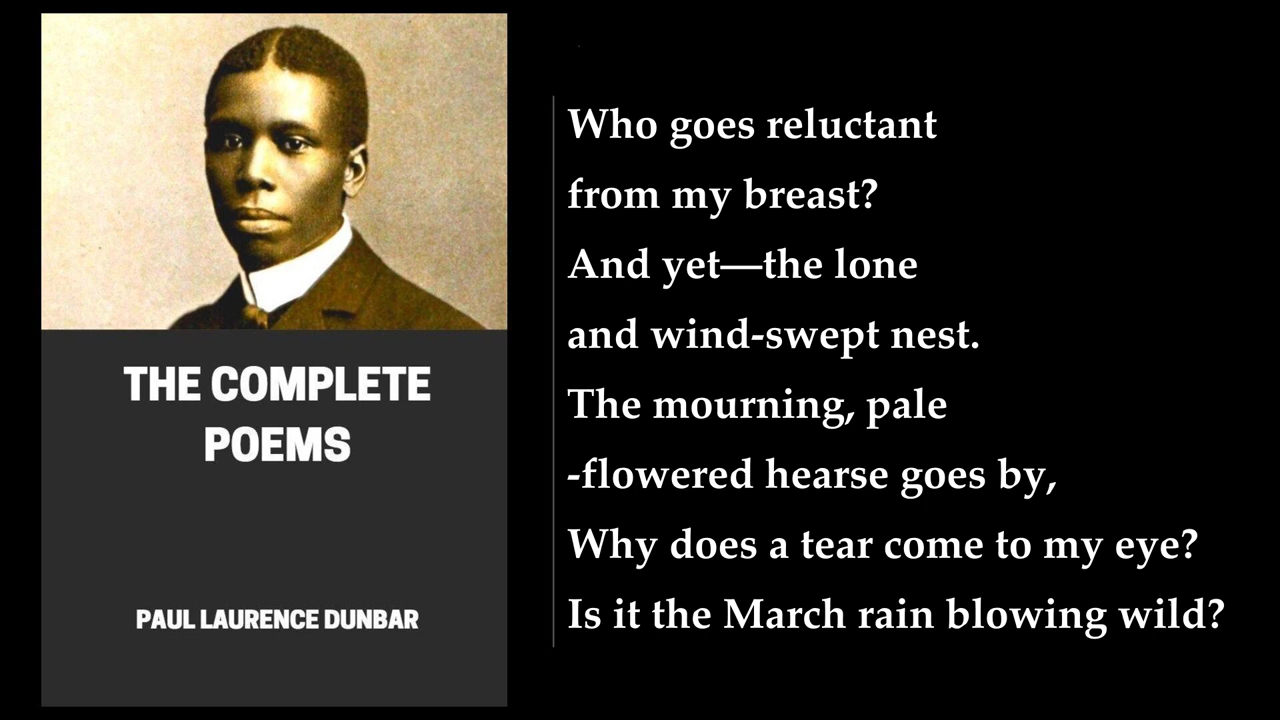 THE COMPLETE
POEMS
PAUL LAURENCE DUNBAR
Who goes reluctant
from my breast?
And yet—the lone
and wind-swept nest.
The mourning, pale
-flowered hearse goes by,
Why does a tear come to my eye?
Is it the March rain blowing wild?